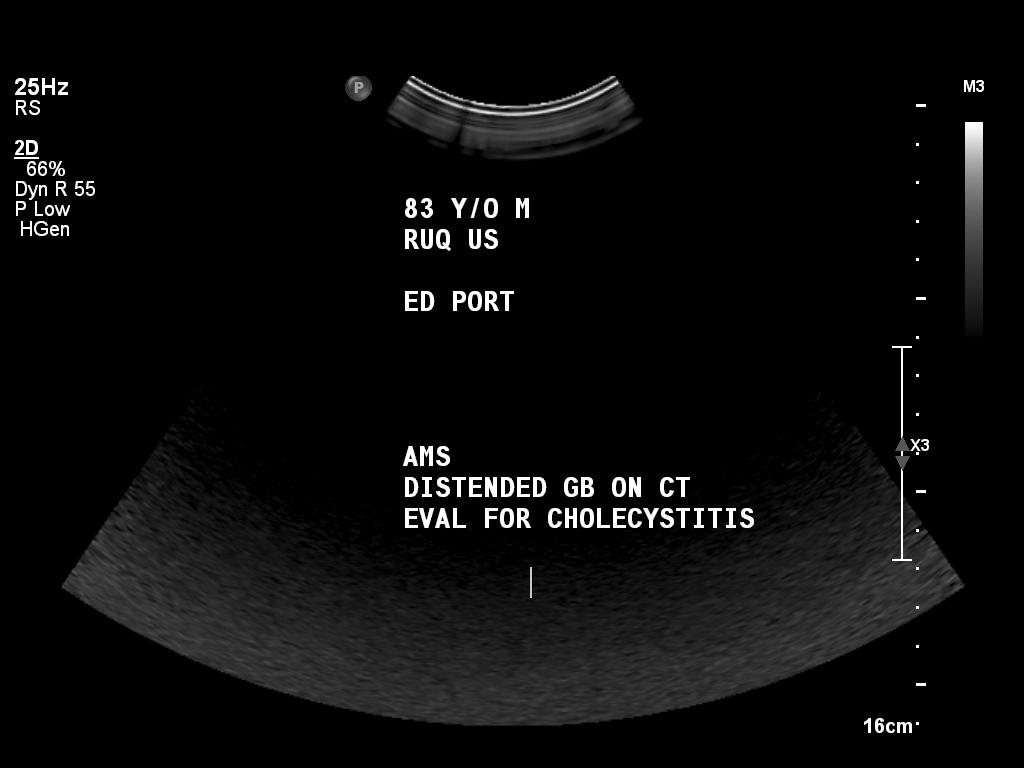 25Hz
RS
2D
66%
Dyn R 55
P Low
HGen
P
M3
83 Y/O M
RUQ US
ED PORT
AMS
DISTENDED GB ON CT
EVAL FOR CHOLECYSTITIS
X3
16cm